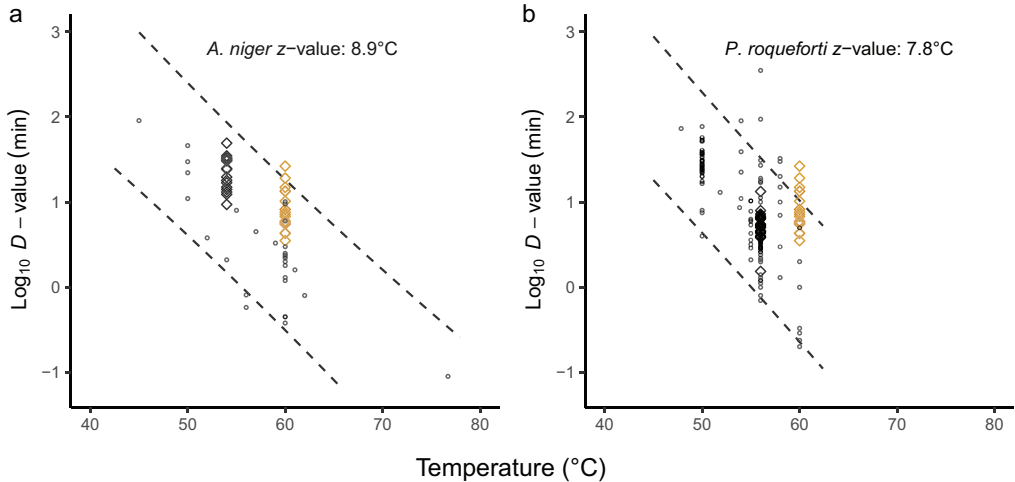 a
A. niger z−value: 8.9°C
Log10 D − value (min)
3
2
1
0
−1
40
50
60
70
80
b
P. roqueforti z−value: 7.8°C
Log10 D − value (min)
3
2
1
0
−1
40
50
60
70
80
Temperature (°C)